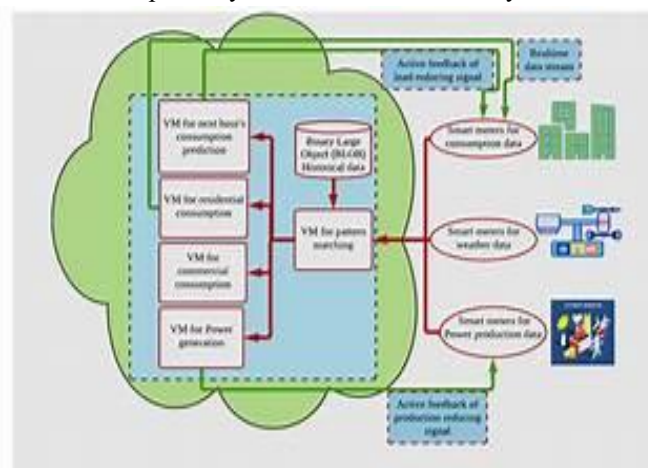 Active feedback of
load reducing signal
Realtime
data stream
VM for next hour's
consumption
prediction
Binary Large
Object (BLOB)
Historical data
Smart meters for
consumption data
VM for residential
consumption
VM for pattern
matching
Smart meters for
weather data
VM for
commercial
consumption
VM for Power
generation
Smart meters for
Power production data
Active feedback of
production reducing
signal